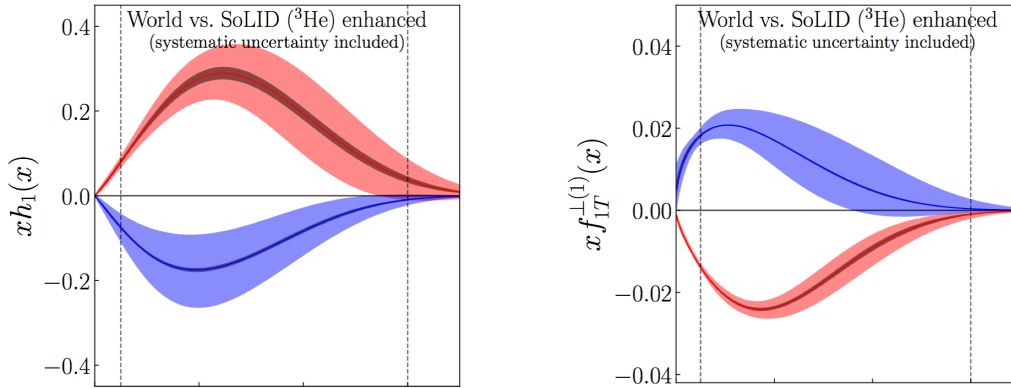 World vs. SoLID (³He) enhanced
(systematic uncertainty included)
0.4
0.2
0.0
−0.2
−0.4
xh₁(x)
World vs. SoLID (³He) enhanced
(systematic uncertainty included)
0.04
0.02
0.00
−0.02
−0.04
x f₁T^⊥(1)(x)